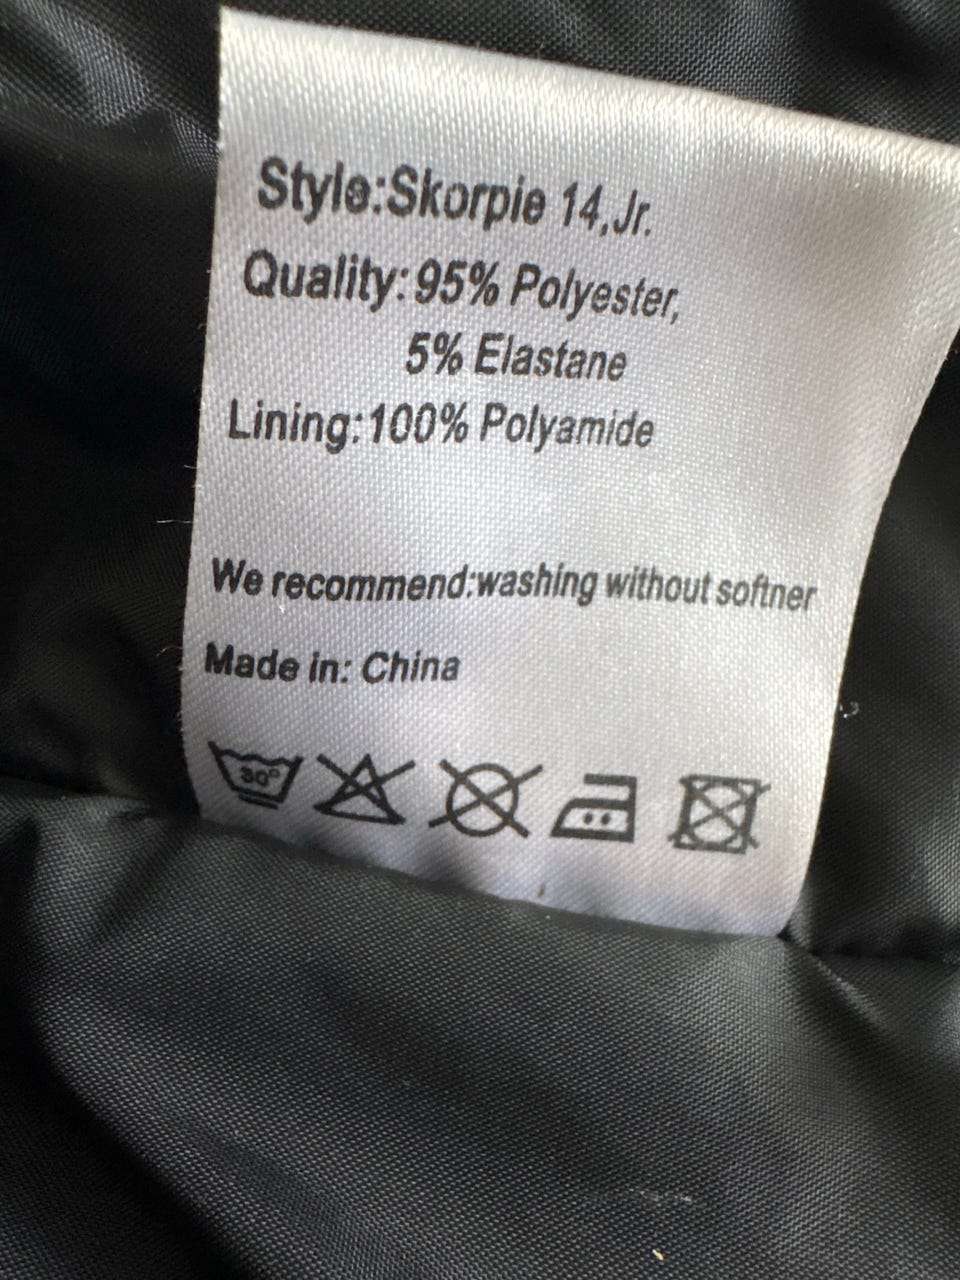 Style:Skorpie 14,Jr.
Quality:95% Polyester,
5% Elastane
Lining:100% Polyamide
We recommend:washing without softner
Made in: China
30°